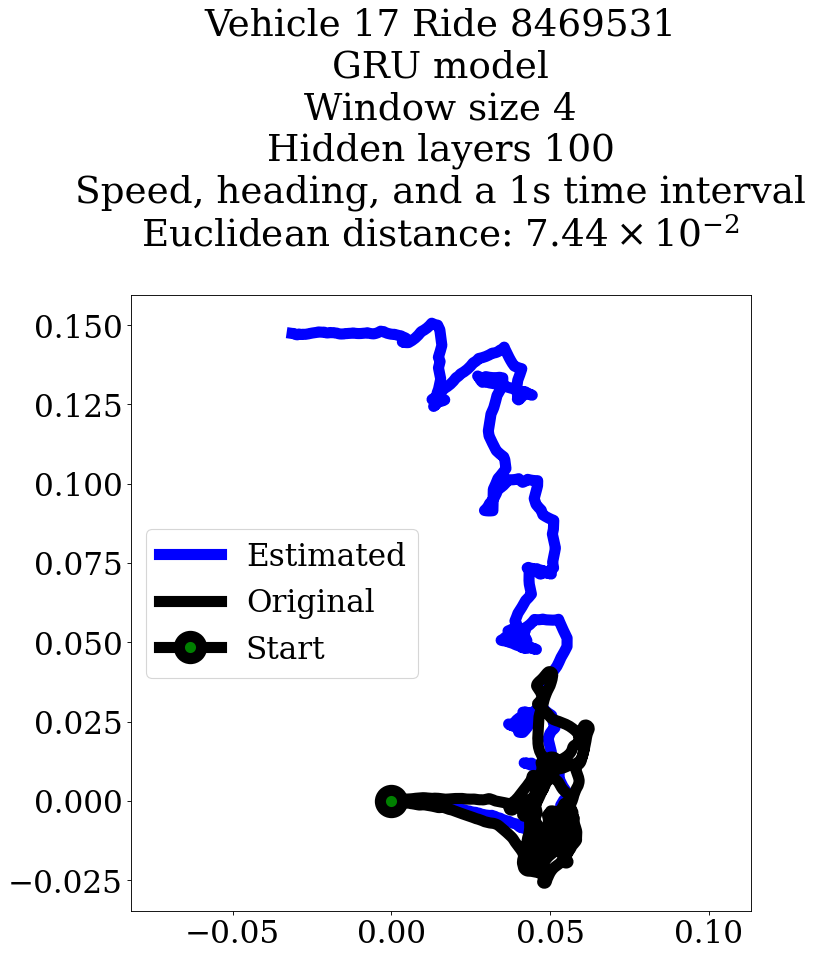 Vehicle 17 Ride 8469531
GRU model
Window size 4
Hidden layers 100
Speed, heading, and a 1s time interval
Euclidean distance: 7.44 × 10⁻²
0.150
0.125
0.100
0.075
0.050
0.025
0.000
−0.025
Estimated
Original
Start
−0.05 0.00 0.05 0.10